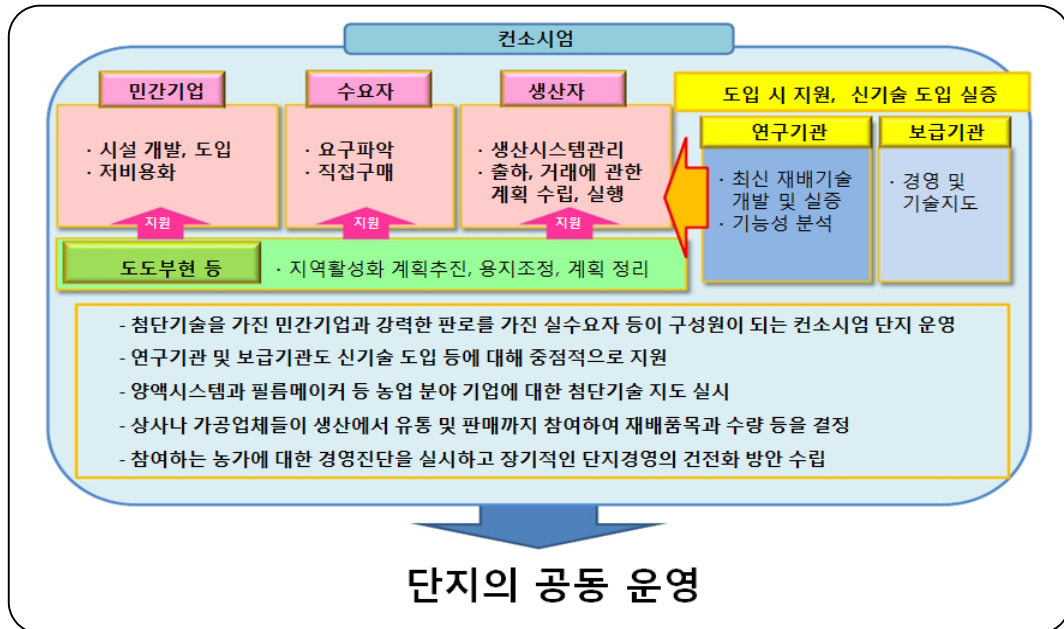 컨소시엄
민간기업
· 시설 개발, 도입
· 저비용화
수요자
· 요구파악
· 직접구매
생산자
· 생산시스템관리
· 출하, 거래에 관한
계획 수립, 실행
도입 시 지원, 신기술 도입 실증
연구기관
· 최신 재배기술
개발 및 실증
· 기능성 분석
보급기관
· 경영 및
기술지도
지원
지원
지원
도도부현 등
· 지역활성화 계획추진, 용지조정, 계획 정리
- 첨단기술을 가진 민간기업과 강력한 판로를 가진 실수요자 등이 구성원이 되는 컨소시엄 단지 운영
- 연구기관 및 보급기관도 신기술 도입 등에 대해 중점적으로 지원
- 양액시스템과 필름메이커 등 농업 분야 기업에 대한 첨단기술 지도 실시
- 상사나 가공업체들이 생산에서 유통 및 판매까지 참여하여 재배품목과 수량 등을 결정
- 참여하는 농가에 대한 경영진단을 실시하고 장기적인 단지경영의 건전화 방안 수립
단지의 공동 운영